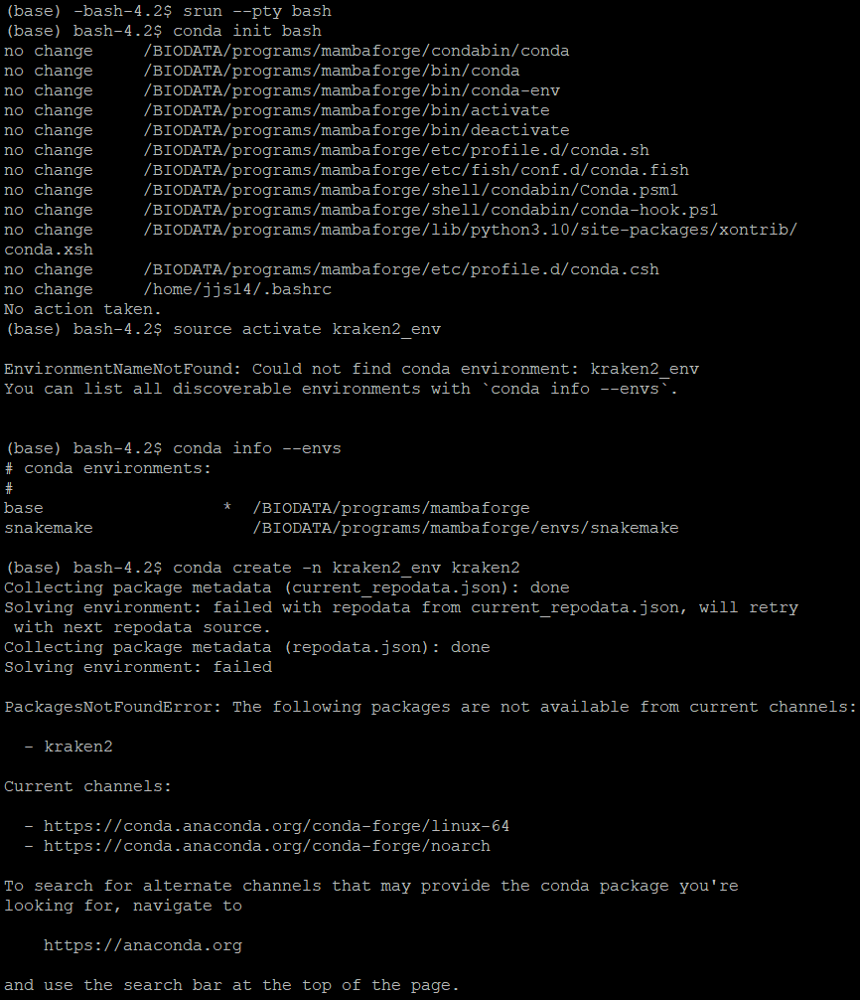 (base) -bash-4.2$ srun --pty bash
(base) bash-4.2$ conda init bash
no change     /BIODATA/programs/mambaforge/condabin/conda
no change     /BIODATA/programs/mambaforge/bin/conda
no change     /BIODATA/programs/mambaforge/bin/conda-env
no change     /BIODATA/programs/mambaforge/bin/activate
no change     /BIODATA/programs/mambaforge/bin/deactivate
no change     /BIODATA/programs/mambaforge/etc/profile.d/conda.sh
no change     /BIODATA/programs/mambaforge/etc/fish/conf.d/conda.fish
no change     /BIODATA/programs/mambaforge/shell/condabin/Conda.psm1
no change     /BIODATA/programs/mambaforge/shell/condabin/conda-hook.ps1
no change     /BIODATA/programs/mambaforge/lib/python3.10/site-packages/xontrib/
conda.xsh
no change     /BIODATA/programs/mambaforge/etc/profile.d/conda.csh
no change     /home/jjs14/.bashrc
No action taken.
(base) bash-4.2$ source activate kraken2_env
EnvironmentNameNotFound: Could not find conda environment: kraken2_env
You can list all discoverable environments with `conda info --envs`.
(base) bash-4.2$ conda info --envs
# conda environments:
#
base                  *  /BIODATA/programs/mambaforge
snakemake                /BIODATA/programs/mambaforge/envs/snakemake
(base) bash-4.2$ conda create -n kraken2_env kraken2
Collecting package metadata (current_repodata.json): done
Solving environment: failed with repodata from current_repodata.json, will retry
 with next repodata source.
Collecting package metadata (repodata.json): done
Solving environment: failed
PackagesNotFoundError: The following packages are not available from current channels:
  - kraken2
Current channels:
  - https://conda.anaconda.org/conda-forge/linux-64
  - https://conda.anaconda.org/conda-forge/noarch
To search for alternate channels that may provide the conda package you're
looking for, navigate to
    https://anaconda.org
and use the search bar at the top of the page.